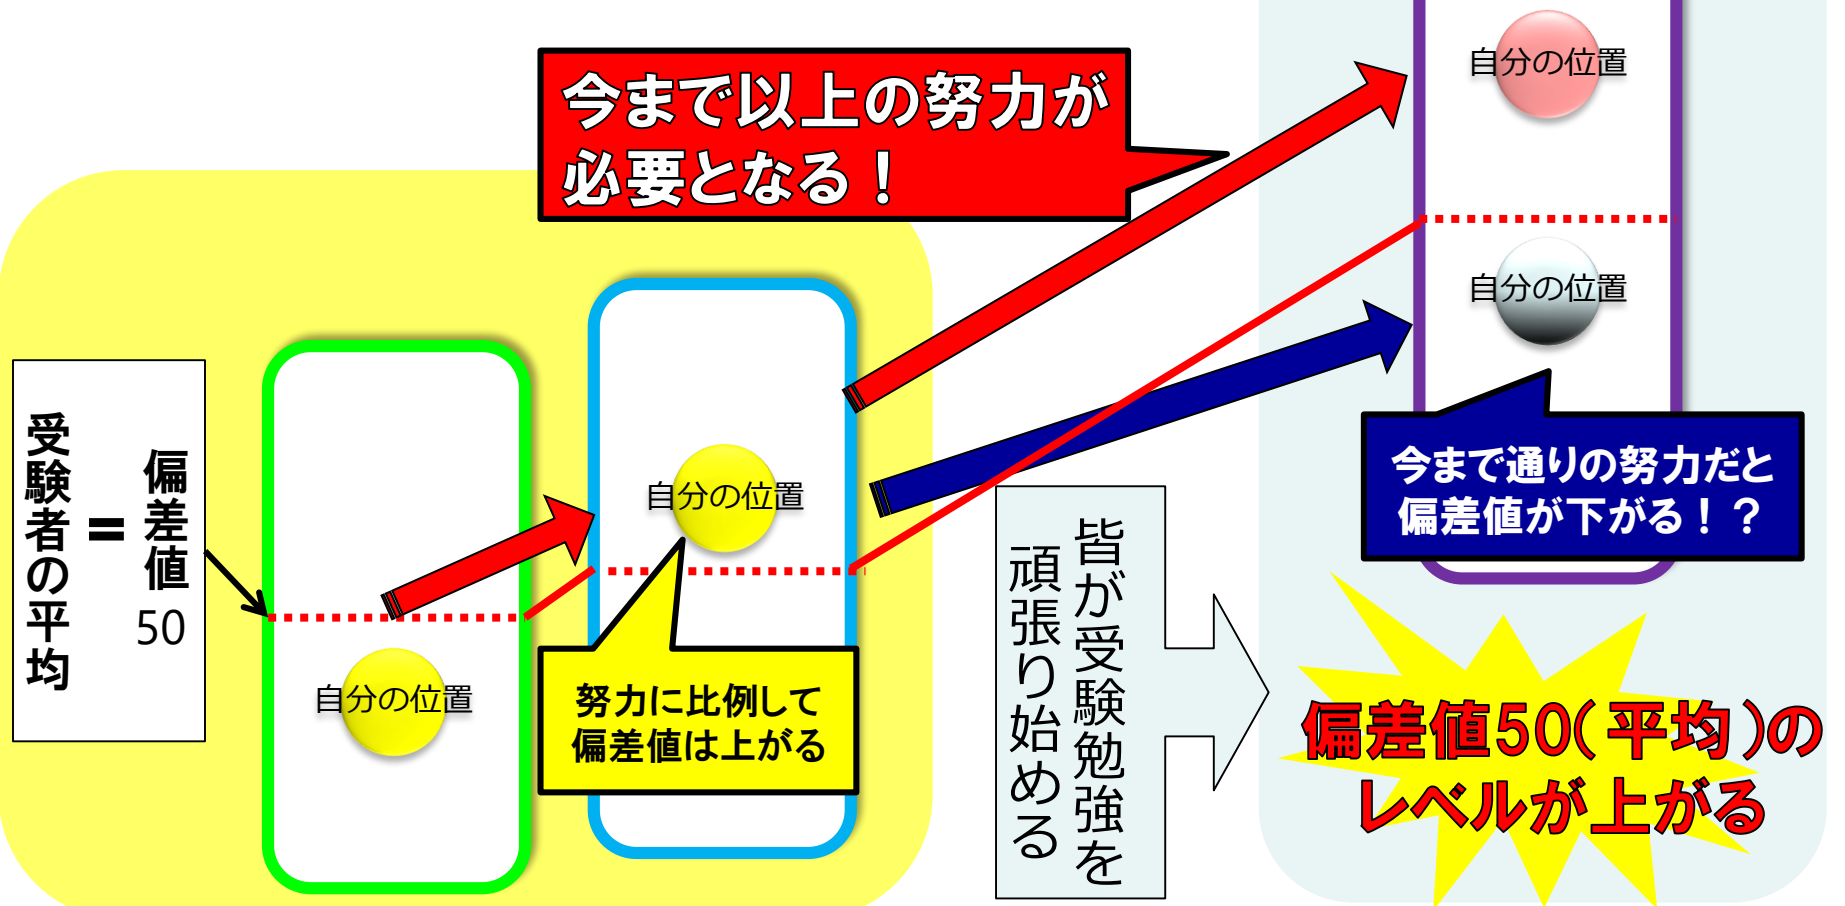 今まで以上の努力が
必要となる！
自分の位置
自分の位置
今まで通りの努力だと
偏差値が下がる！？
受験者の平均
＝
偏差値50
自分の位置
自分の位置
努力に比例して
偏差値は上がる
皆が受験勉強を
頑張り始める
偏差値50(平均)の
レベルが上がる